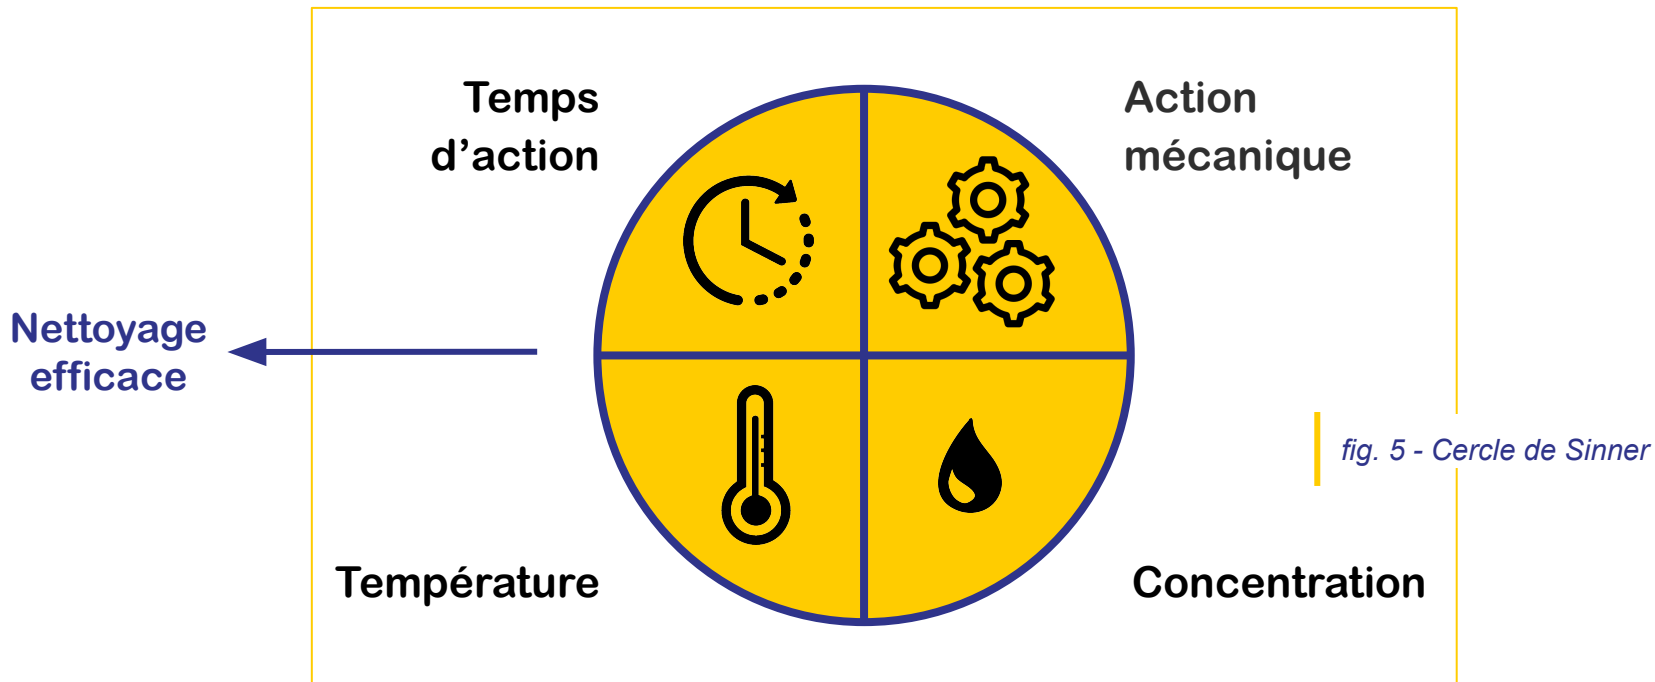 Temps
d’action
Action
mécanique
Nettoyage
efficace
fig. 5 - Cercle de Sinner
Température
Concentration